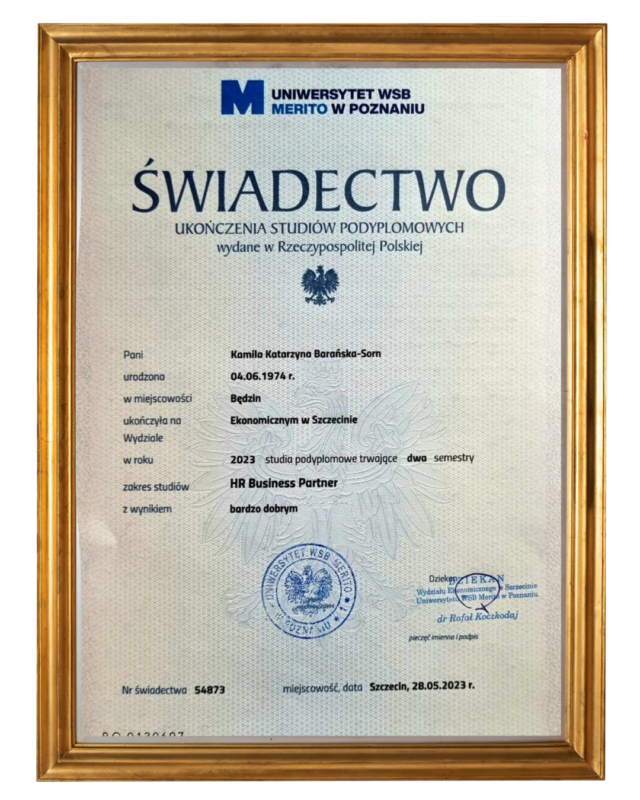 UNIWERSYTET WSB
MERITO W POZNANIU
ŚWIADECTWO
UKOŃCZENIA STUDIÓW PODYPLOMOWYCH
wydane w Rzeczypospolitej Polskiej
Pani Kamila Katarzyna Barańska-Sorn
urodzona 04.06.1974 r.
w miejscowości Będzin
ukończyła na Ekonomicznym w Szczecinie
Wydziale
w roku 2023 studia podyplomowe trwające dwa semestry
zakres studiów HR Business Partner
z wynikiem bardzo dobrym
UNIWERSYTET WSB MERITO
W POZNANIU * 1 *
Dziekan
DZIEKAN
Wydziału Ekonomicznego w Szczecinie
Uniwersytetu WSB Merito w Poznaniu
dr Rafał Koczkodaj
pieczęć imienna i podpis
Nr świadectwa 54873 miejscowość, data Szczecin, 28.05.2023 r.